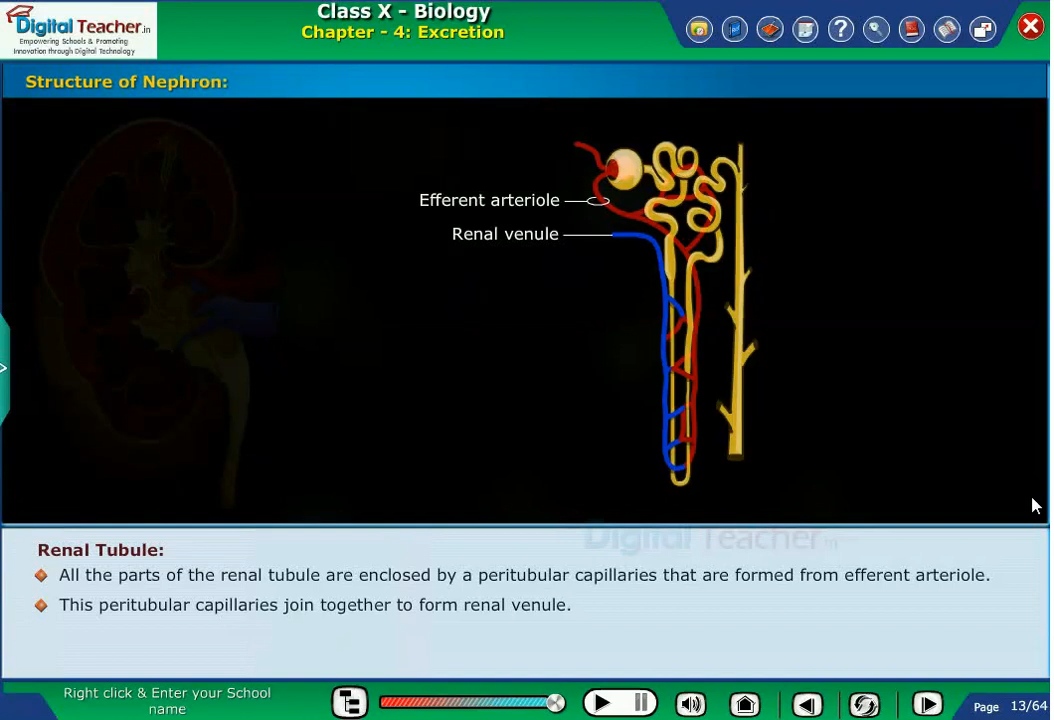 Digital Teacher.in
Empowering Schools & Promoting
Innovation through Digital Technology
Class X - Biology
Chapter - 4: Excretion
Structure of Nephron:
Efferent arteriole
Renal venule
Digital Teacher.in
Renal Tubule:
All the parts of the renal tubule are enclosed by a peritubular capillaries that are formed from efferent arteriole.
This peritubular capillaries join together to form renal venule.
Right click & Enter your School
name
Page 13/64